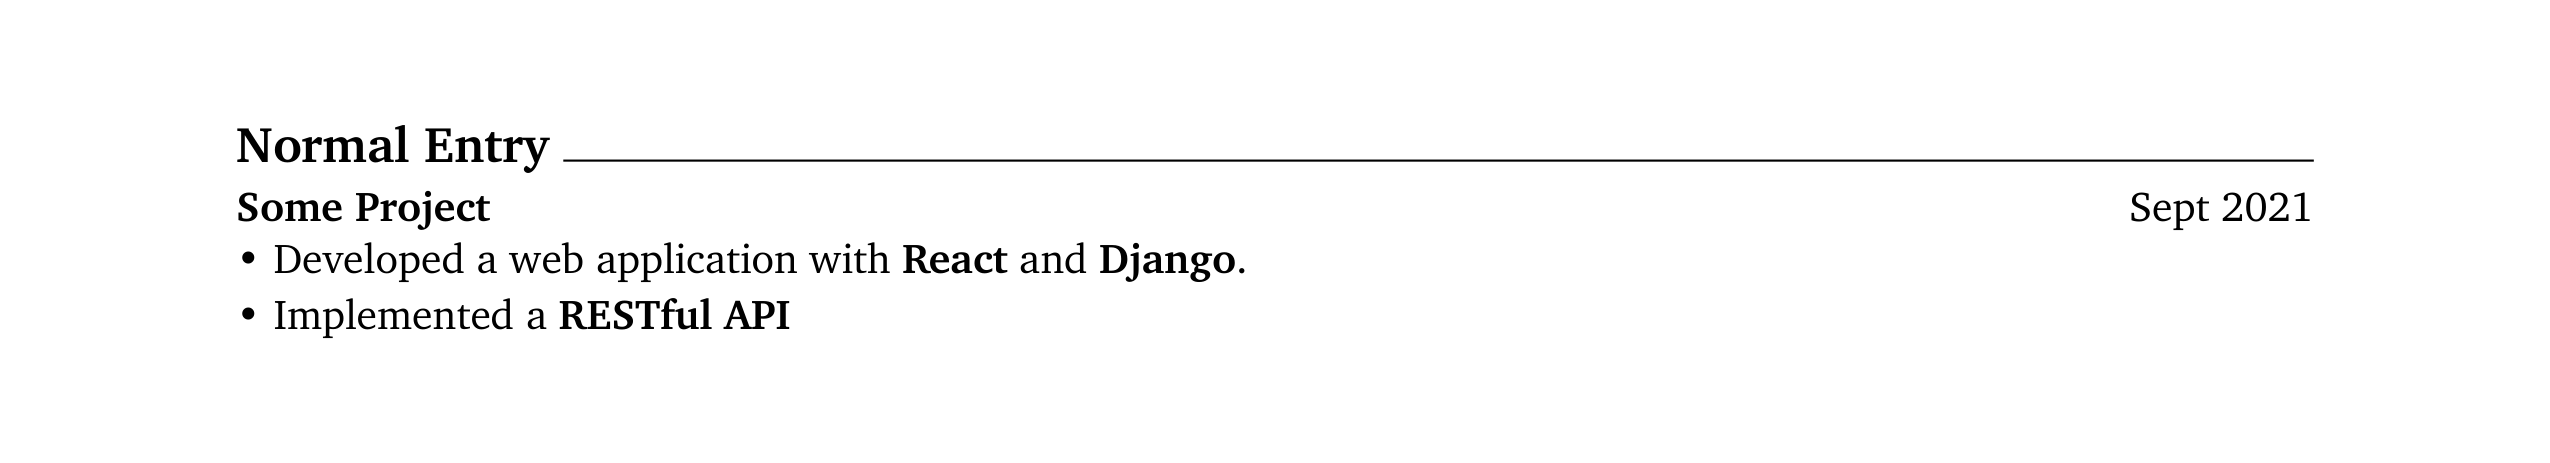 Normal Entry
Some Project Sept 2021
• Developed a web application with React and Django.
• Implemented a RESTful API